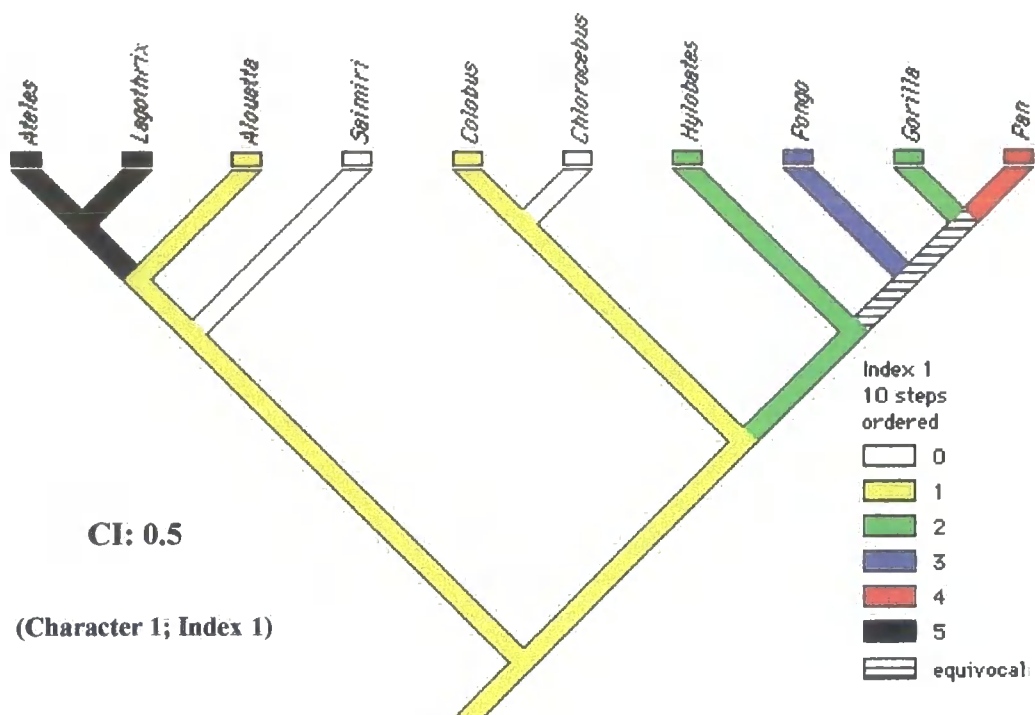 Ateles
Lagothrix
Alouatta
Saimiri
Colobus
Chlorocebus
Hylobates
Pongo
Gorilla
Pan
Index 1
10 steps
ordered
0
1
2
3
4
5
equivocal
CI: 0.5
(Character 1; Index 1)